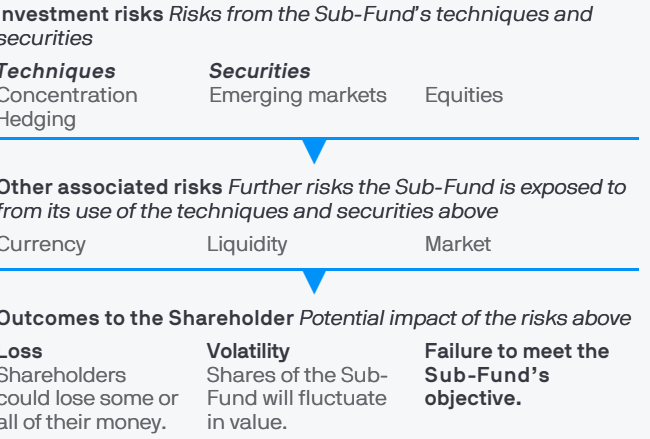 Investment risks Risks from the Sub-Fund's techniques and
securities
Techniques Securities
Concentration Emerging markets Equities
Hedging
Other associated risks Further risks the Sub-Fund is exposed to
from its use of the techniques and securities above
Currency Liquidity Market
Outcomes to the Shareholder Potential impact of the risks above
Loss Volatility Failure to meet the
Shareholders Shares of the Sub- Sub-Fund's
could lose some or Fund will fluctuate objective.
all of their money. in value.